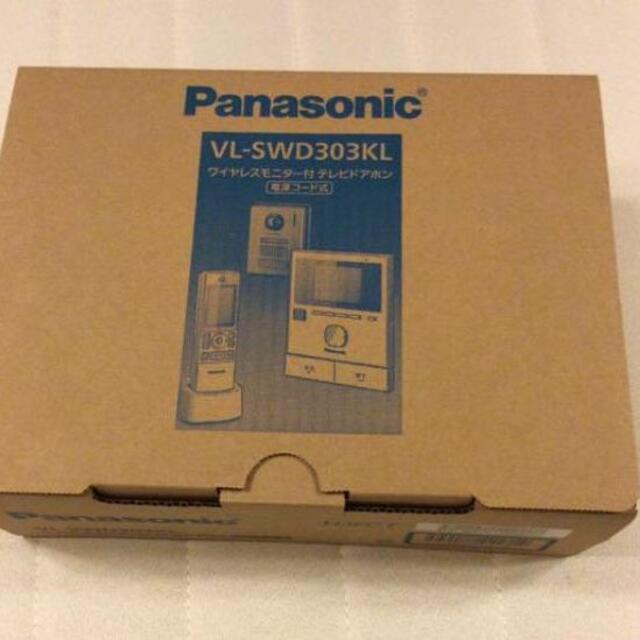 Panasonic®
VL-SWD303KL
ワイヤレスモニター付 テレビドアホン
電源コード式
Panasonic
Panasonic